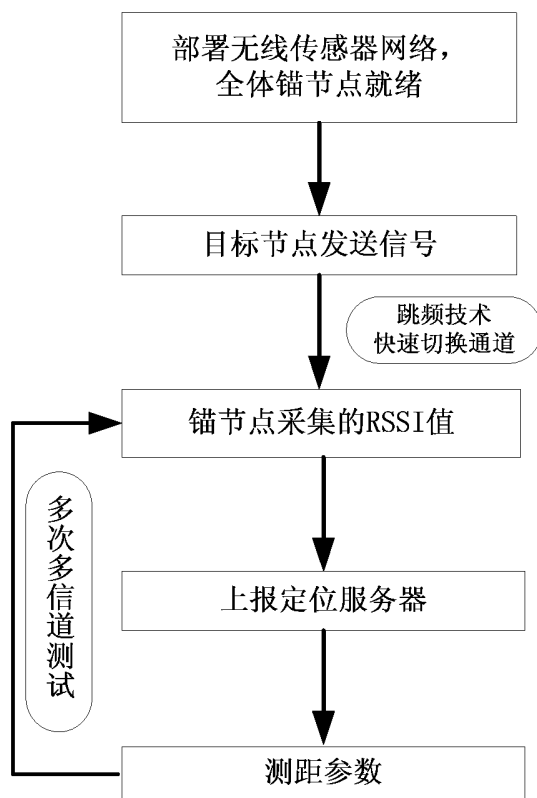 部署无线传感器网络，
全体锚节点就绪
目标节点发送信号
跳频技术
快速切换通道
锚节点采集的RSSI值
多次多信道测试
上报定位服务器
测距参数